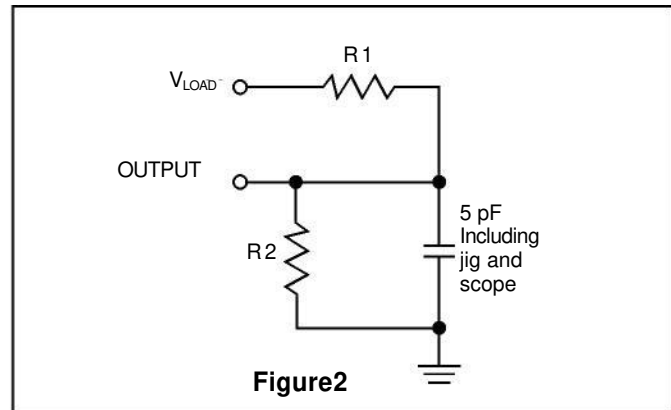 R1
VLOAD
OUTPUT
5 pF
Including
jig and
scope
R2
Figure2